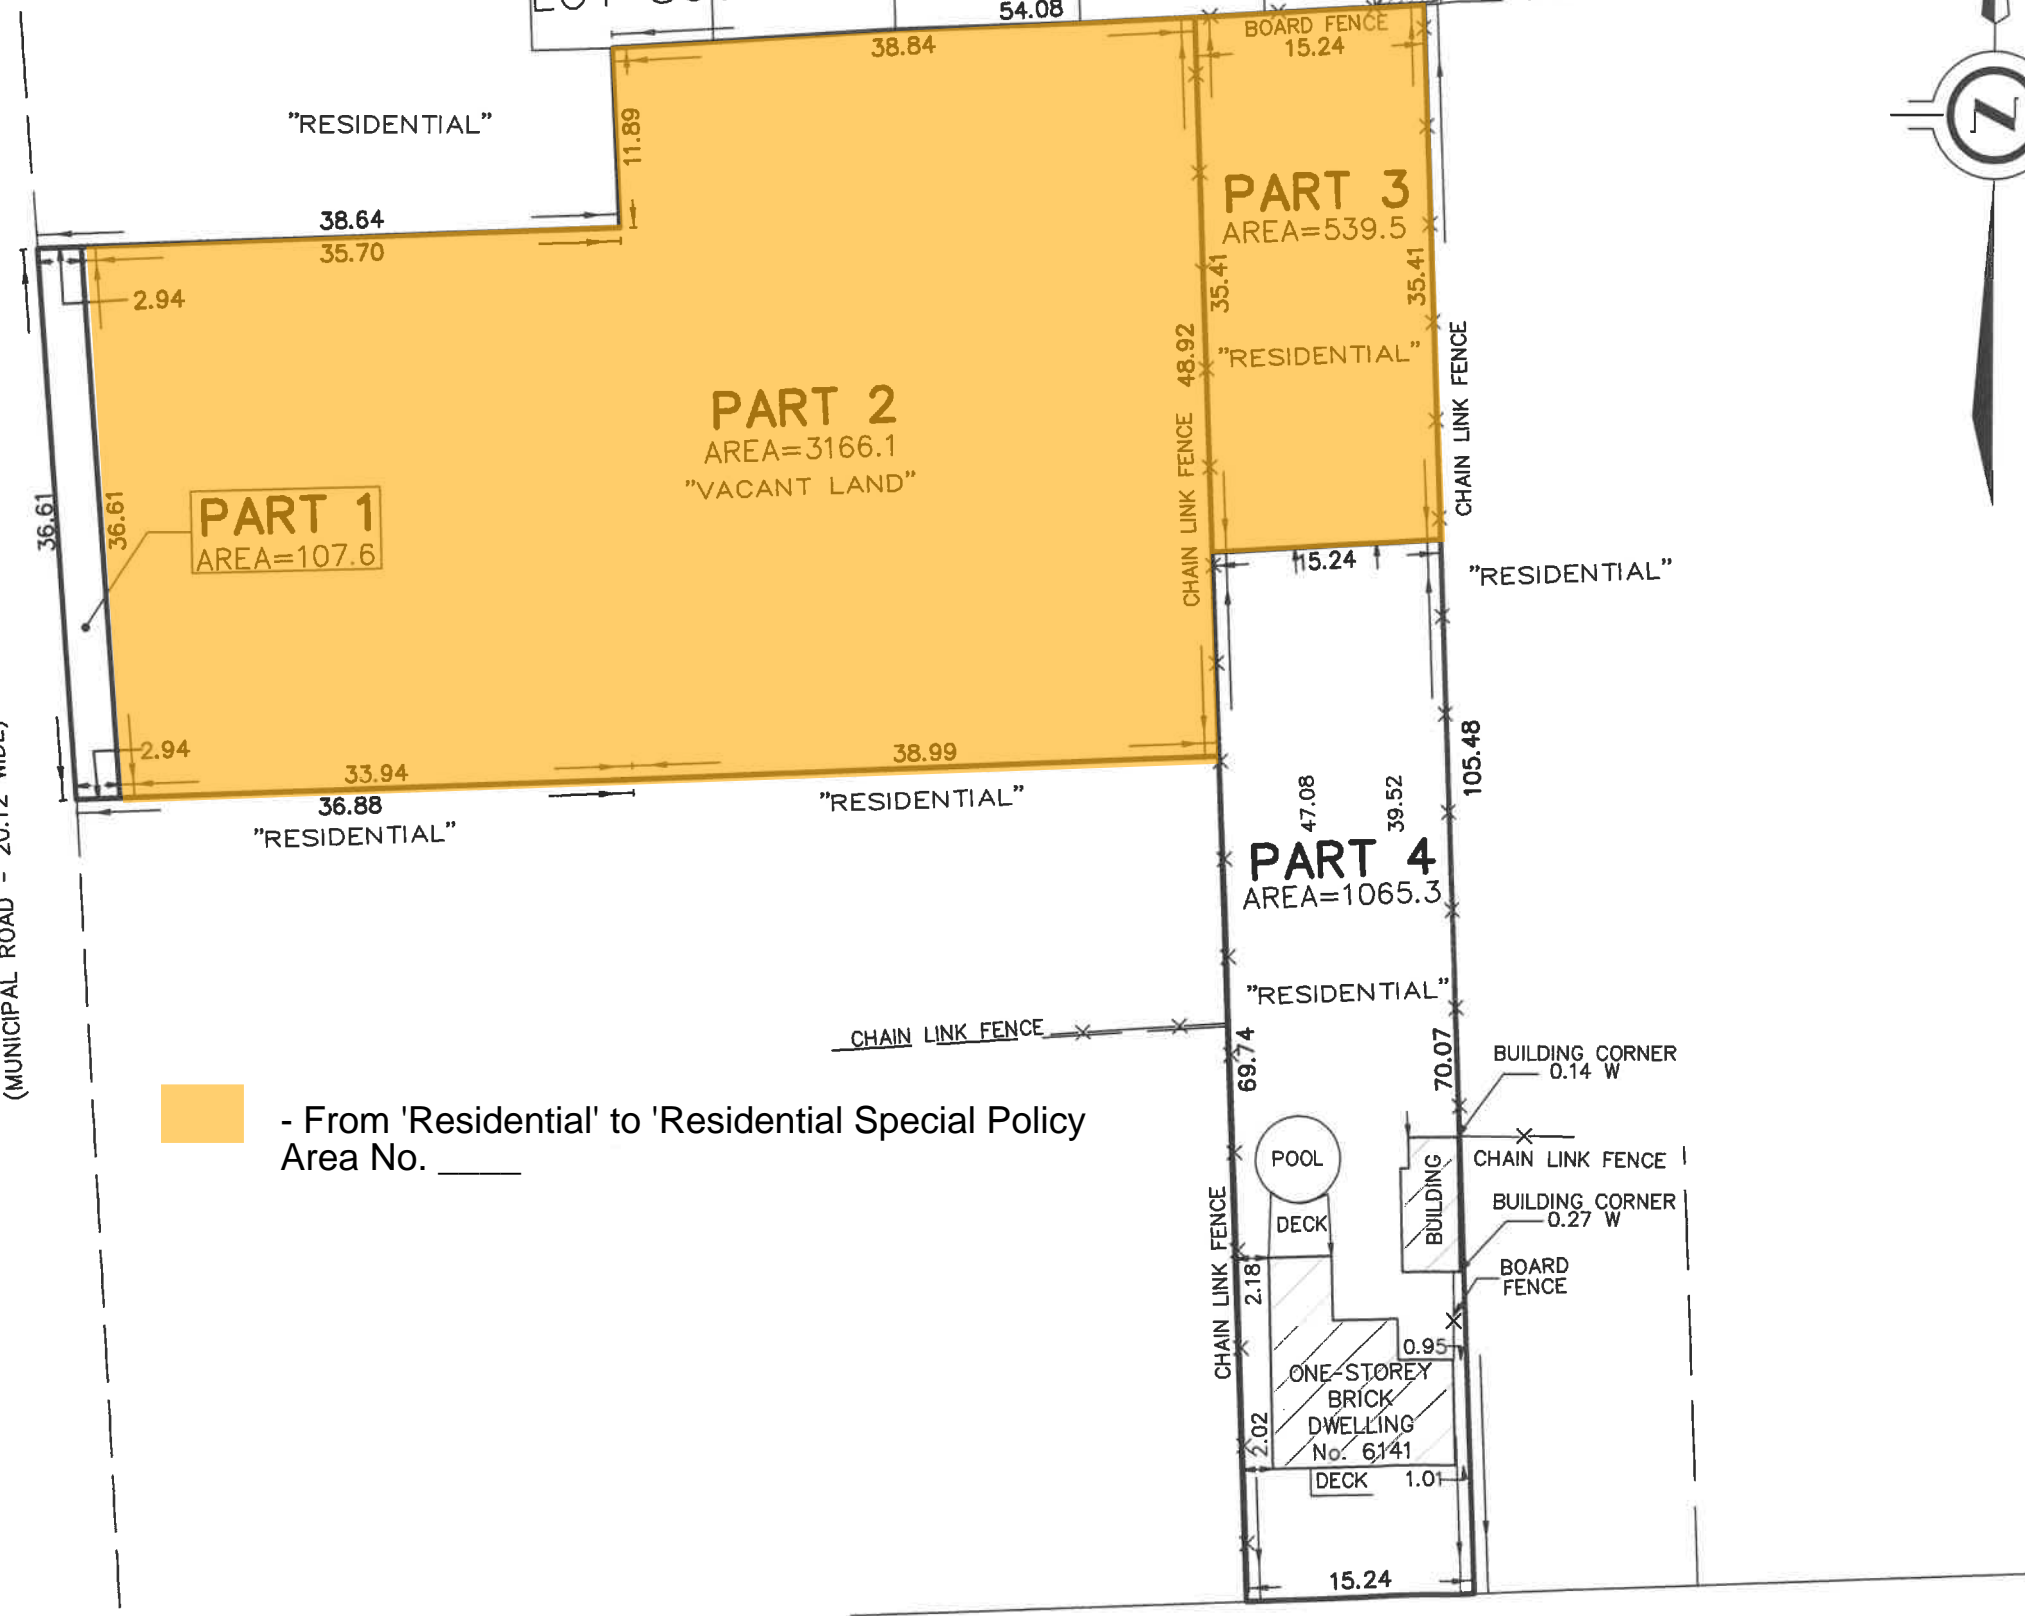 54.08
38.84
BOARD FENCE
15.24
"RESIDENTIAL"
11.89
38.64
35.70
2.94
PART 3
AREA=539.5
35.41
35.41
"RESIDENTIAL"
CHAIN LINK FENCE
48.92
CHAIN LINK FENCE
PART 2
AREA=3166.1
"VACANT LAND"
36.61
36.61
PART 1
AREA=107.6
15.24
"RESIDENTIAL"
2.94
33.94
38.99
36.88
"RESIDENTIAL"
"RESIDENTIAL"
(MUNICIPAL ROAD - 20.12 WIDE)
105.48
47.08
39.52
PART 4
AREA=1065.3
"RESIDENTIAL"
CHAIN LINK FENCE
69.74
70.07
BUILDING CORNER
0.14 W
- From 'Residential' to 'Residential Special Policy
Area No. ____
POOL
BUILDING
CHAIN LINK FENCE
BUILDING CORNER
0.27 W
DECK
CHAIN LINK FENCE
2.18
BOARD
FENCE
0.95
ONE-STOREY
BRICK
DWELLING
No. 6141
2.02
DECK
1.01
15.24